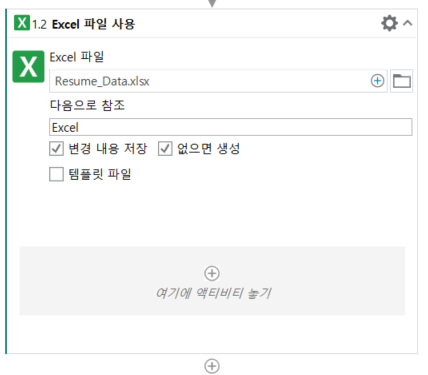 1.2 Excel 파일 사용
Excel 파일
Resume_Data.xlsx
다음으로 참조
Excel
변경 내용 저장 없으면 생성
템플릿 파일
여기에 액티비티 놓기